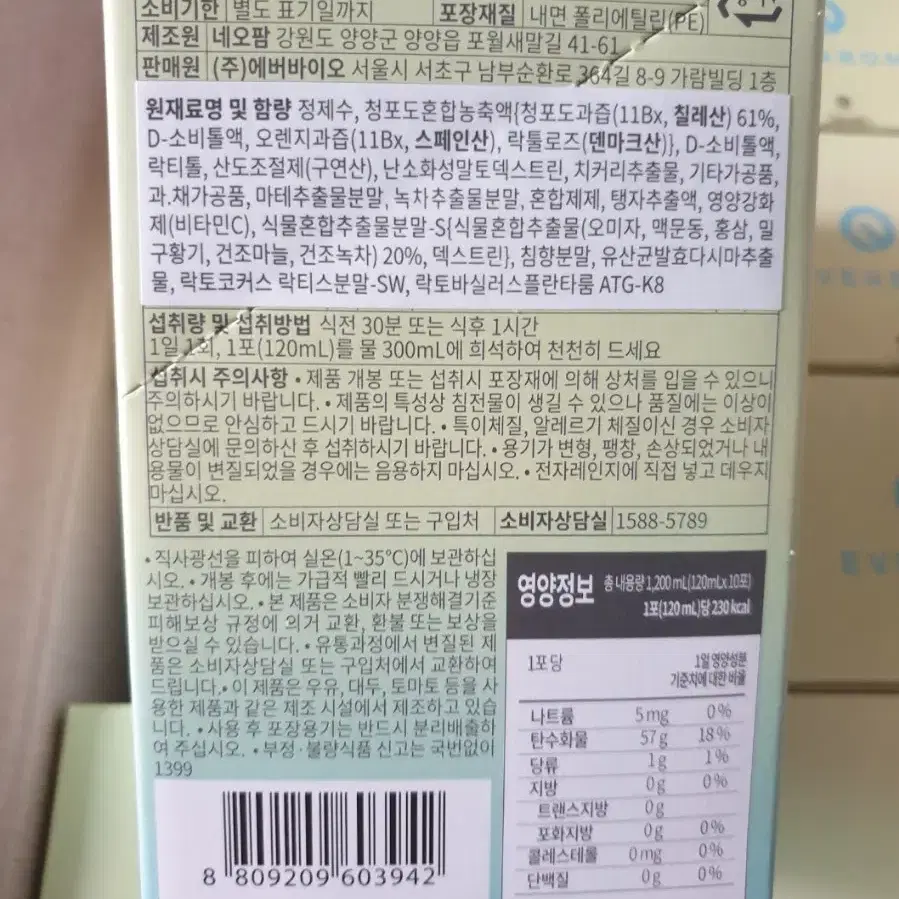 소비기한 별도 표기일까지 포장재질 내면 폴리에틸린(PE)
제조원 네오팜 강원도 양양군 양양읍 포월새말길 41-61
판매원 (주)에버바이오 서울시 서초구 남부순환로 364길 8-9 가람빌딩 1층
원재료명 및 함량 정제수, 청포도혼합농축액{청포도과즙(11Bx, 칠레산) 61%,
D-소비톨액, 오렌지과즙(11Bx, 스페인산), 락툴로즈(덴마크산)}, D-소비톨액,
락티톨, 산도조절제(구연산), 난소화성말토덱스트린, 치커리추출물, 기타가공품,
과.채가공품, 마테추출물분말, 녹차추출물분말, 혼합제제, 탱자추출액, 영양강화
제(비타민C), 식물혼합추출물분말-S{식물혼합추출물(오미자, 맥문동, 홍삼, 밀
구황기, 건조마늘, 건조녹차) 20%, 덱스트린}, 침향분말, 유산균발효다시마추출
물, 락토코커스 락티스분말-SW, 락토바실러스플란타룸 ATG-K8
섭취량 및 섭취방법 식전 30분 또는 식후 1시간
1일 1회, 1포(120mL)를 물 300mL에 희석하여 천천히 드세요
섭취시 주의사항 • 제품 개봉 또는 섭취시 포장재에 의해 상처를 입을 수 있으니
주의하시기 바랍니다. • 제품의 특성상 침전물이 생길 수 있으나 품질에는 이상이
없으므로 안심하고 드시기 바랍니다. • 특이체질, 알레르기 체질이신 경우 소비자
상담실에 문의하신 후 섭취하시기 바랍니다. • 용기가 변형, 팽창, 손상되었거나 내
용물이 변질되었을 경우에는 음용하지 마십시오. • 전자레인지에 직접 넣고 데우지
마십시오.
반품 및 교환 소비자상담실 또는 구입처 소비자상담실 1588-5789
• 직사광선을 피하여 실온(1~35℃)에 보관하십
시오. • 개봉 후에는 가급적 빨리 드시거나 냉장
보관하십시오. • 본 제품은 소비자 분쟁해결기준
피해보상 규정에 의거 교환, 환불 또는 보상을
받으실 수 있습니다. • 유통과정에서 변질된 제
품은 소비자상담실 또는 구입처에서 교환하여
드립니다. • 이 제품은 우유, 대두, 토마토 등을 사
용한 제품과 같은 제조 시설에서 제조하고 있습
니다. • 사용 후 포장용기는 반드시 분리배출하
여 주십시오. • 부정·불량식품 신고는 국번없이
1399
8 809209 603942
영양정보 총 내용량 1,200 mL(120mL x 10포)
1포(120 mL)당 230 kcal
1포당 1일 영양성분
기준치에 대한 비율
나트륨 5mg 0%
탄수화물 57g 18%
당류 1g 1%
지방 0g 0%
트랜스지방 0g
포화지방 0g 0%
콜레스테롤 0mg 0%
단백질 0g 0%